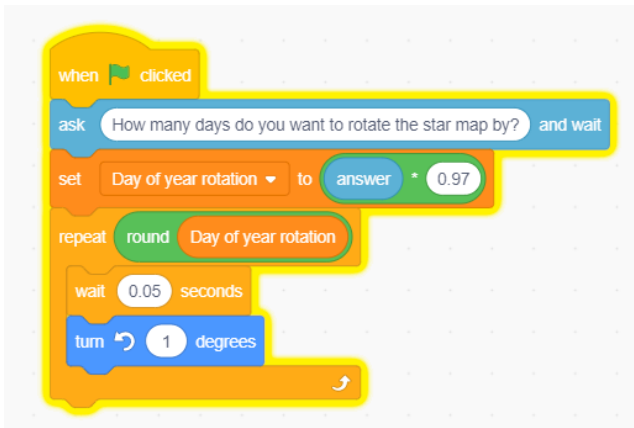 when clicked
ask How many days do you want to rotate the star map by? and wait
set Day of year rotation to answer * 0.97
repeat round Day of year rotation
wait 0.05 seconds
turn 1 degrees